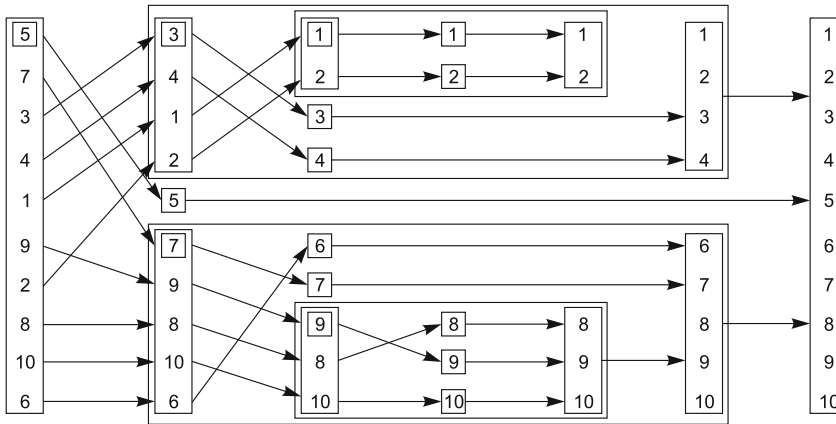 5 3 1 1 1 1 1
7 4 2 2 2 2 2
3 1 3 3 3
4 2 4 4 4
1 5 5
9 7 6 6 6
2 9 7 7 7
8 8 9 8 8 8 8
10 10 8 9 9 9 9
6 6 10 10 10 10 10